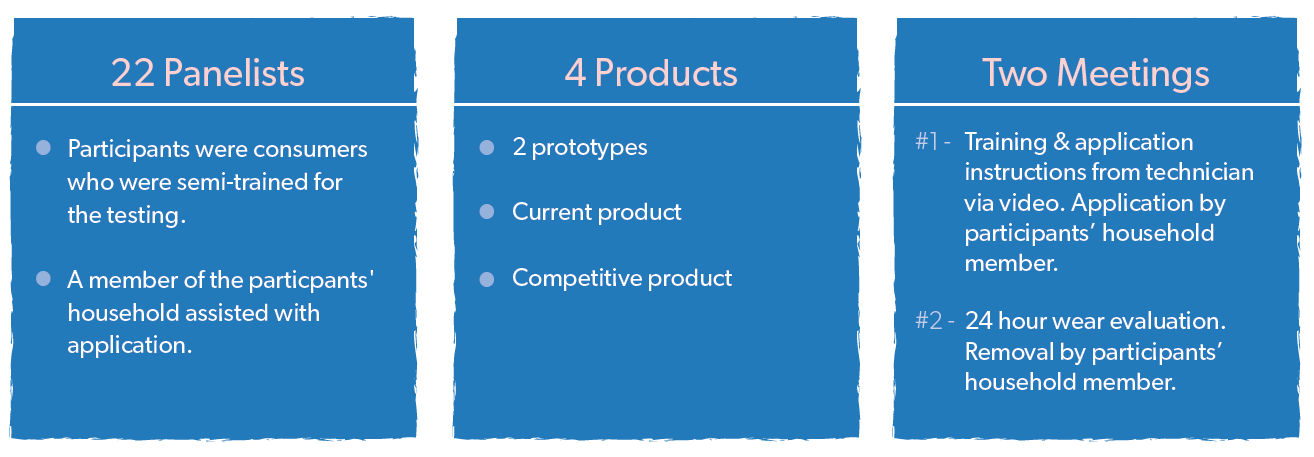 22 Panelists
Participants were consumers
who were semi-trained for
the testing.
A member of the particpants'
household assisted with
application.
4 Products
2 prototypes
Current product
Competitive product
Two Meetings
#1 - Training & application
instructions from technician
via video. Application by
participants’ household
member.
#2 - 24 hour wear evaluation.
Removal by participants’
household member.